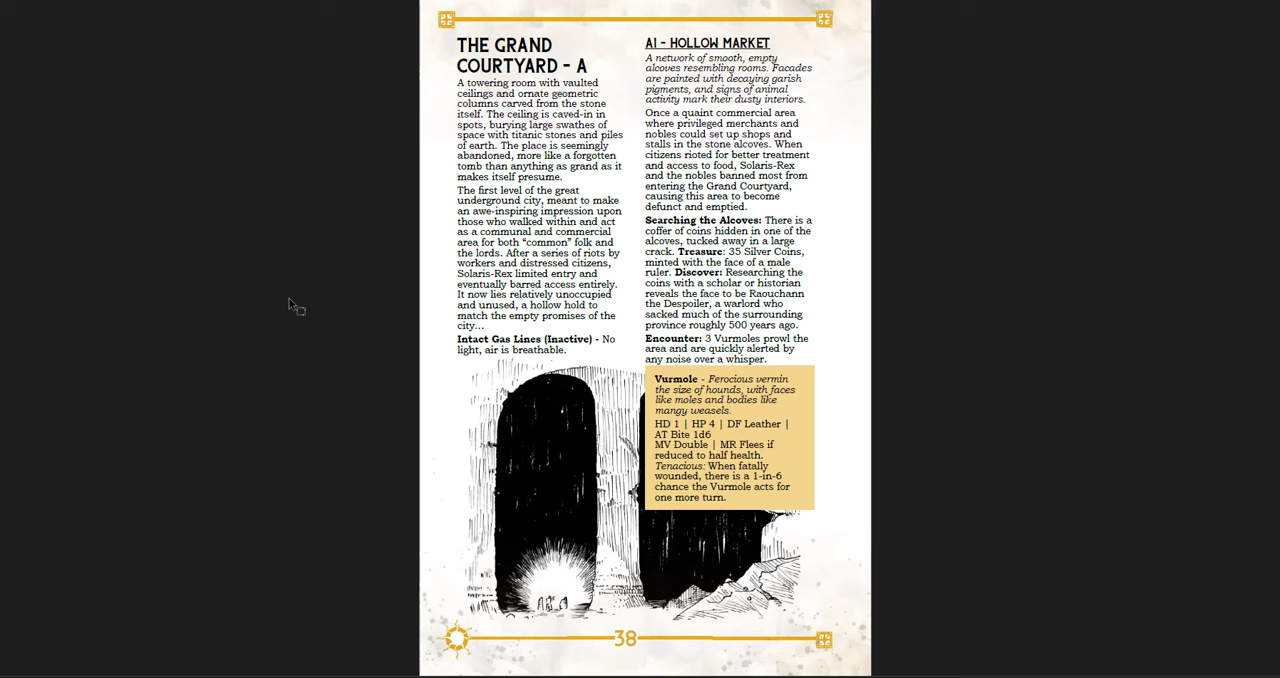 THE GRAND
COURTYARD - A
A towering room with vaulted
ceilings and ornate geometric
columns carved from the stone
itself. The ceiling is caved-in in
spots, burying large swathes of
space with titanic stones and piles
of earth. The place is seemingly
abandoned, more like a forgotten
tomb than anything as grand as it
makes itself presume.
The first level of the great
underground city, meant to make
an awe-inspiring impression upon
those who walked within and act
as a communal and commercial
area for both “common” folk and
the lords. After a series of riots by
workers and distressed citizens,
Solaris-Rex limited entry and
eventually barred access entirely.
It now lies relatively unoccupied
and unused, a hollow hold to
match the empty promises of the
city...
Intact Gas Lines (Inactive) - No
light, air is breathable.
A1 - HOLLOW MARKET
A network of smooth, empty
alcoves resembling rooms. Facades
are painted with decaying garish
pigments, and signs of animal
activity mark their dusty interiors.
Once a quaint commercial area
where privileged merchants and
nobles could set up shops and
stalls in the stone alcoves. When
citizens rioted for better treatment
and access to food, Solaris-Rex
and the nobles banned most from
entering the Grand Courtyard,
causing this area to become
defunct and emptied.
Searching the Alcoves: There is a
coffer of coins hidden in one of the
alcoves, tucked away in a large
crack. Treasure: 35 Silver Coins,
minted with the face of a male
ruler. Discover: Researching the
coins with a scholar or historian
reveals the face to be Raouchann
the Despoiler, a warlord who
sacked much of the surrounding
province roughly 500 years ago.
Encounter: 3 Vurmoles prowl the
area and are quickly alerted by
any noise over a whisper.
Vurmole - Ferocious vermin
the size of hounds, with faces
like moles and bodies like
mangy weasels.
HD 1 | HP 4 | DF Leather |
AT Bite 1d6
MV Double | MR Flees if
reduced to half health.
Tenacious: When fatally
wounded, there is a 1-in-6
chance the Vurmole acts for
one more turn.
38